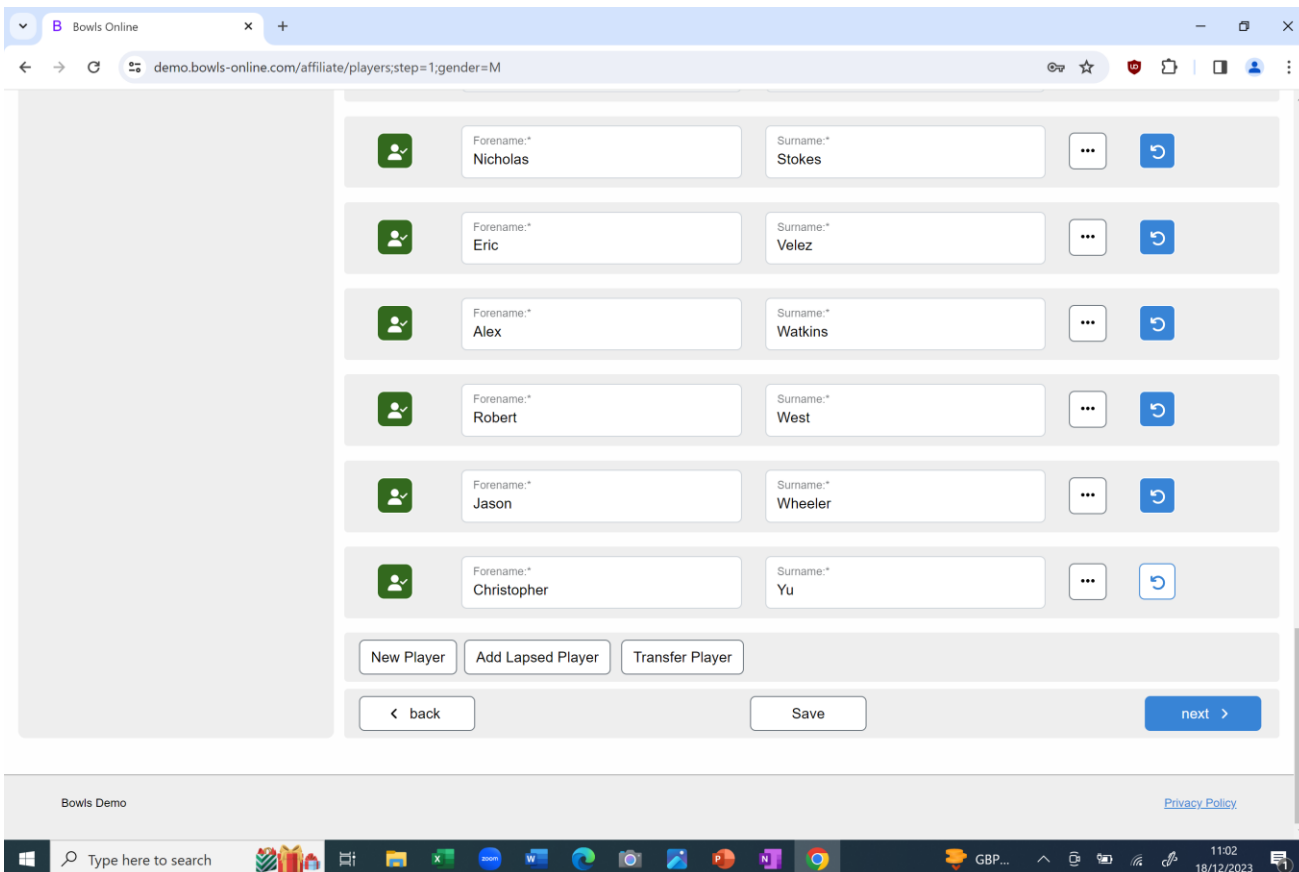 B Bowls Online
demo.bowls-online.com/affiliate/players;step=1;gender=M
Forename:* Surname:*
Nicholas Stokes
Forename:* Surname:*
Eric Velez
Forename:* Surname:*
Alex Watkins
Forename:* Surname:*
Robert West
Forename:* Surname:*
Jason Wheeler
Forename:* Surname:*
Christopher Yu
New Player Add Lapsed Player Transfer Player
back Save next
Bowls Demo Privacy Policy
Type here to search zoom GBP... 11:02
18/12/2023